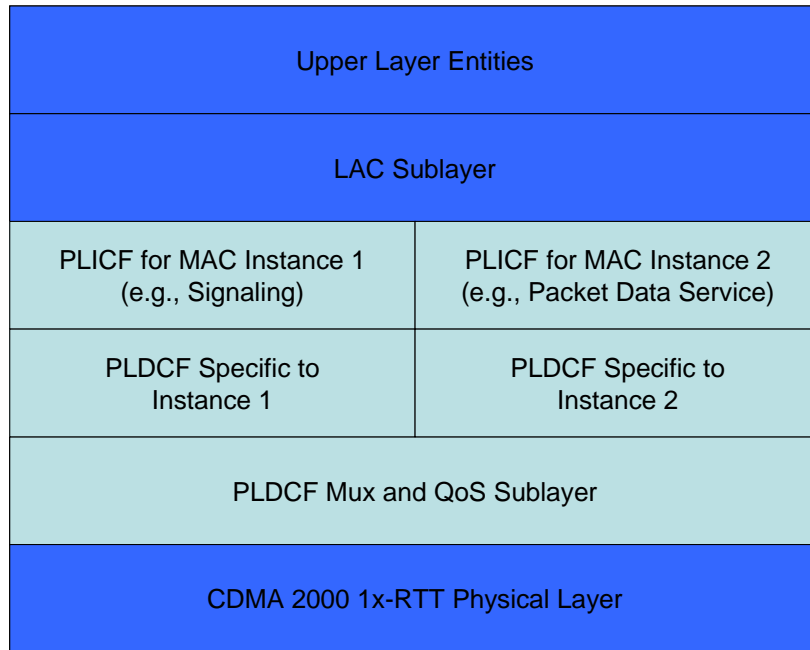 Upper Layer Entities
LAC Sublayer
PLICF for MAC Instance 1
(e.g., Signaling)
PLICF for MAC Instance 2
(e.g., Packet Data Service)
PLDCF Specific to
Instance 1
PLDCF Specific to
Instance 2
PLDCF Mux and QoS Sublayer
CDMA 2000 1x-RTT Physical Layer